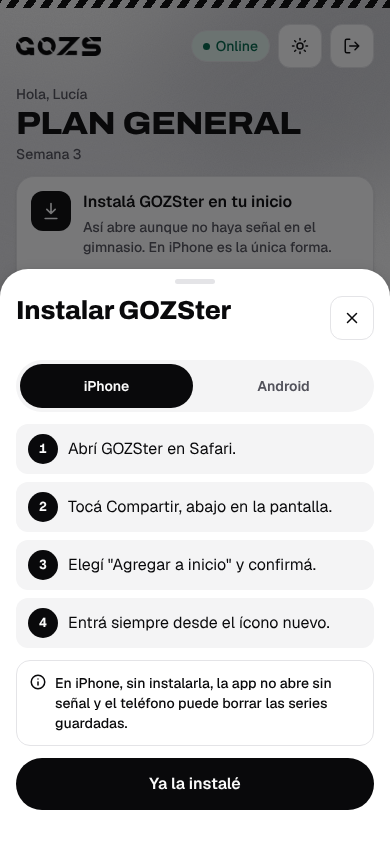 GOZS
Online
Hola, Lucía
PLAN GENERAL
Semana 3
Instalá GOZSter en tu inicio
Así abre aunque no haya señal en el
gimnasio. En iPhone es la única forma.
Instalar GOZSter
iPhone
Android
1 Abrí GOZSter en Safari.
2 Tocá Compartir, abajo en la pantalla.
3 Elegí "Agregar a inicio" y confirmá.
4 Entrá siempre desde el ícono nuevo.
En iPhone, sin instalarla, la app no abre sin
señal y el teléfono puede borrar las series
guardadas.
Ya la instalé